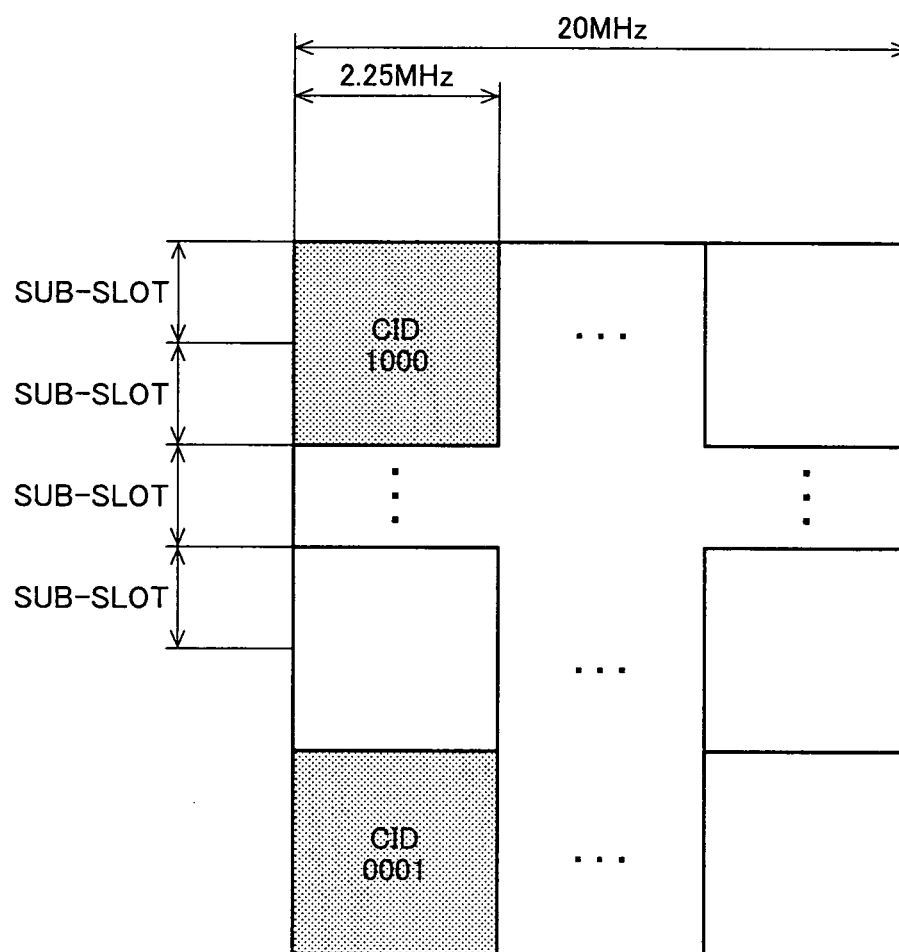 20MHz
2.25MHz
SUB-SLOT
CID
1000
...
SUB-SLOT
SUB-SLOT
SUB-SLOT
...
CID
0001
...